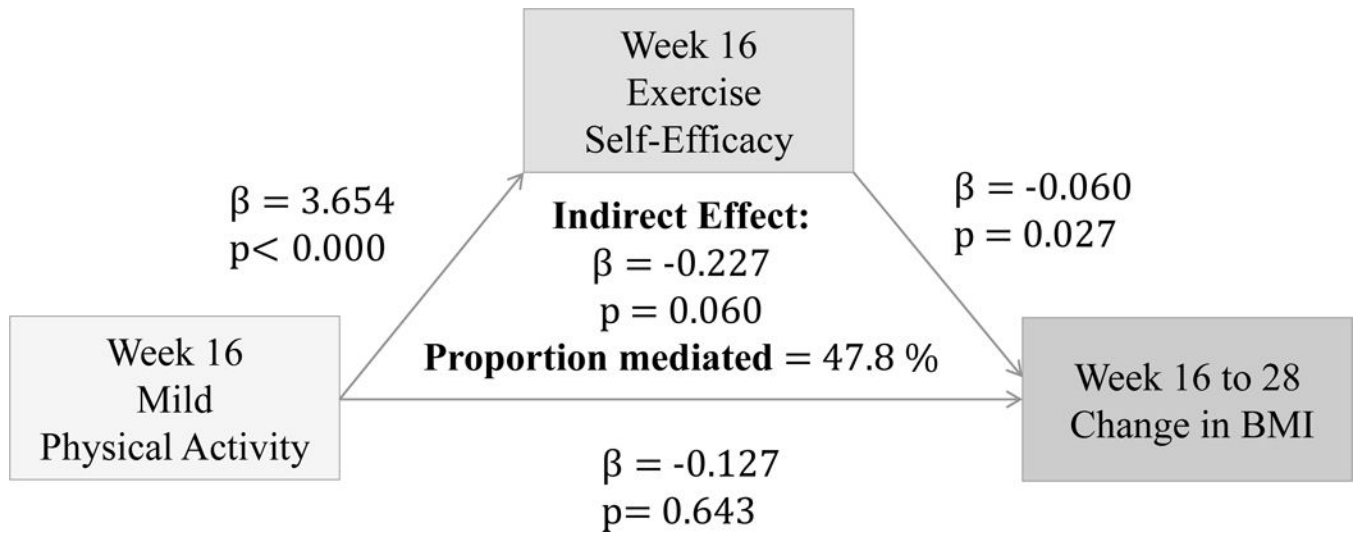 Week 16
Exercise
Self-Efficacy
β = 3.654
p< 0.000
Indirect Effect:
β = -0.227
p = 0.060
Proportion mediated = 47.8 %
β = -0.060
p = 0.027
Week 16
Mild
Physical Activity
Week 16 to 28
Change in BMI
β = -0.127
p= 0.643